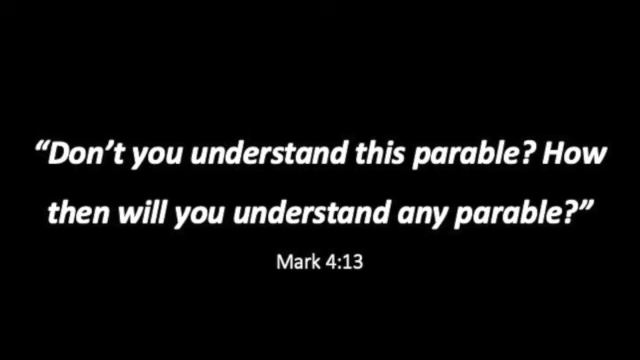 “Don’t you understand this parable? How
then will you understand any parable?”
Mark 4:13